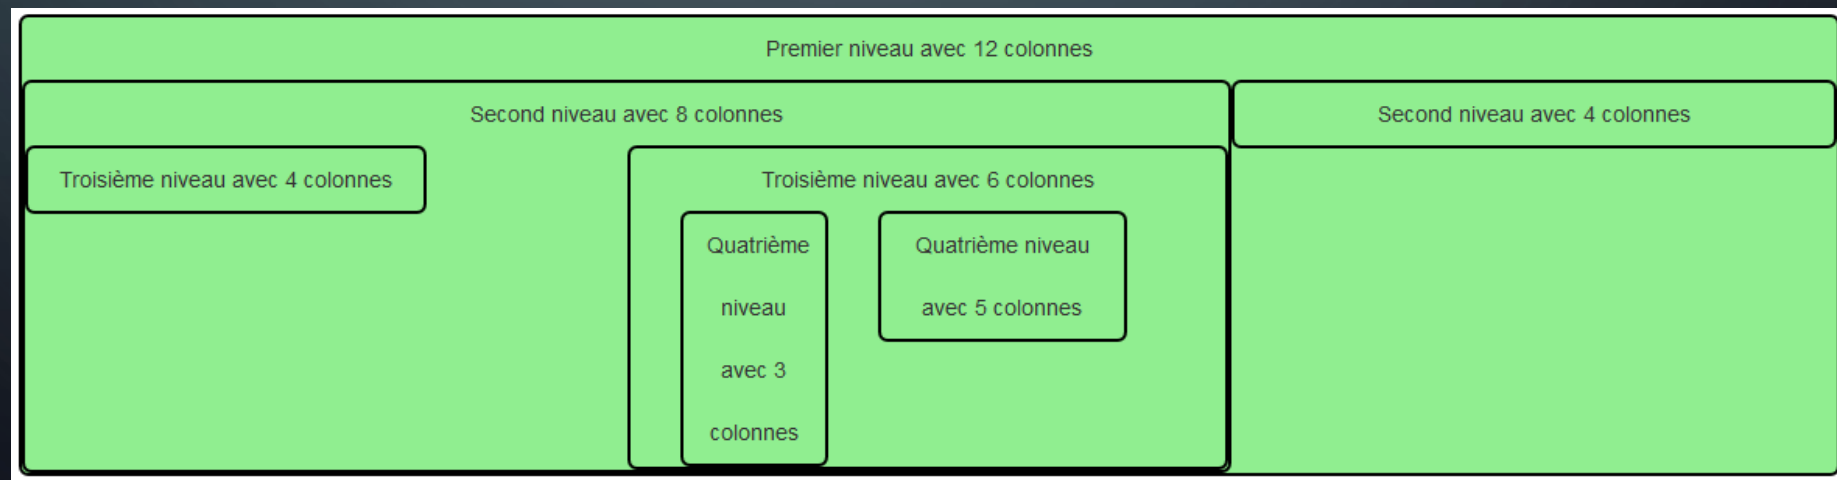 Premier niveau avec 12 colonnes
Second niveau avec 8 colonnes
Second niveau avec 4 colonnes
Troisième niveau avec 4 colonnes
Troisième niveau avec 6 colonnes
Quatrième
niveau
avec 3
colonnes
Quatrième niveau
avec 5 colonnes